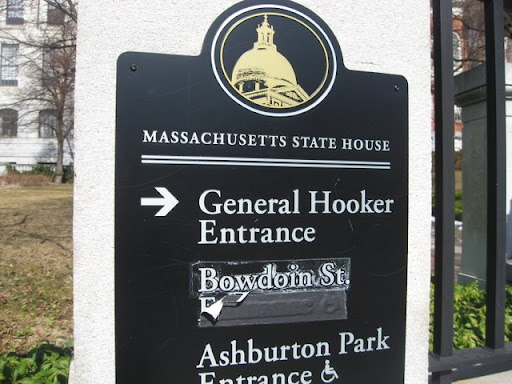 MASSACHUSETTS STATE HOUSE
General Hooker
Entrance
Bowdoin St.
E
Ashburton Park
Entrance